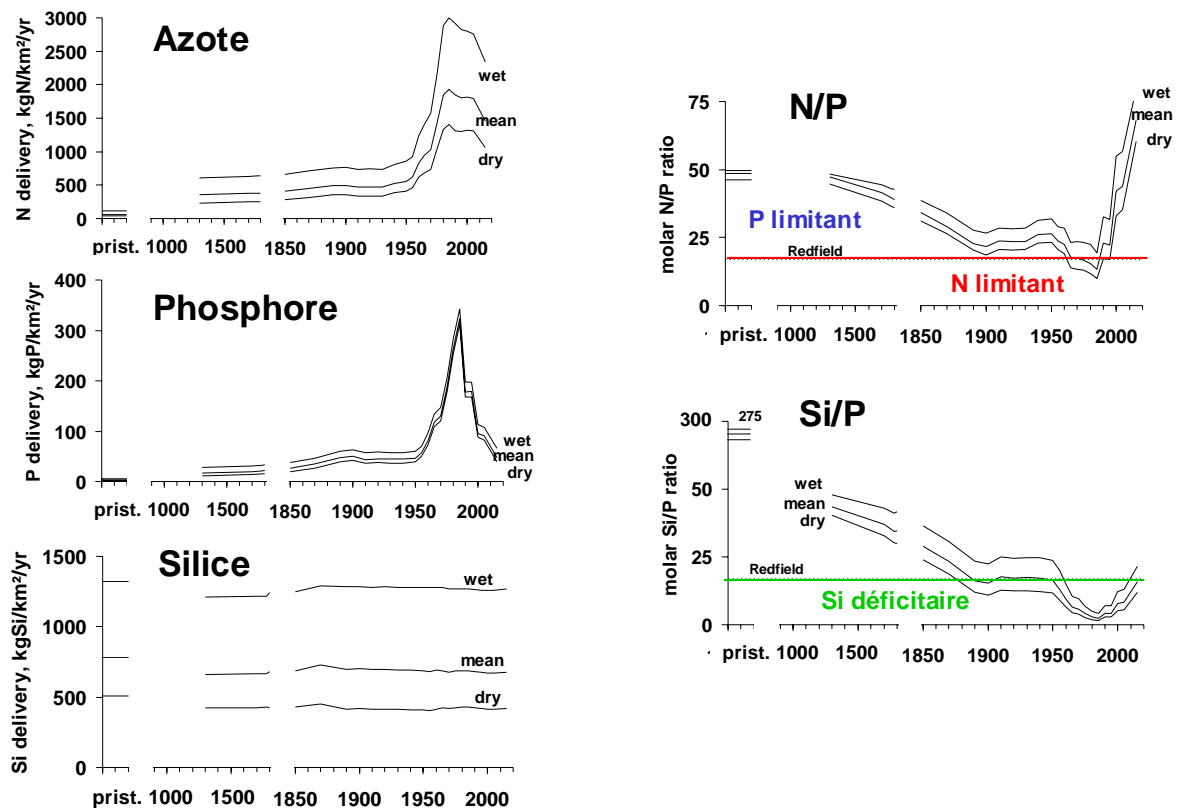 Azote
N delivery, kgN/km²/yr
3000
2500
2000
1500
1000
500
0
wet
mean
dry
prist. 1000 1500 1850 1900 1950 2000
Phosphore
P delivery, kgP/km²/yr
400
300
200
100
0
wet
mean
dry
prist. 1000 1500 1850 1900 1950 2000
Silice
Si delivery, kgSi/km²/yr
1500
1000
500
0
wet
mean
dry
prist. 1000 1500 1850 1900 1950 2000
N/P
molar N/P ratio
75
50
25
0
wet
mean
dry
P limitant
Redfield
N limitant
prist. 1000 1500 1850 1900 1950 2000
Si/P
molar Si/P ratio
300
275
50
25
0
wet
mean
dry
Redfield
Si déficitaire
prist. 1000 1500 1850 1900 1950 2000